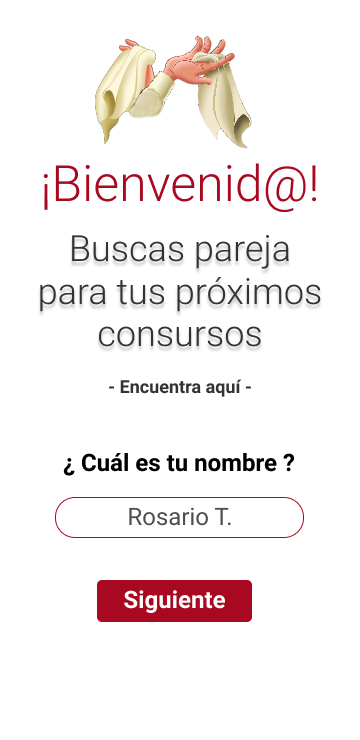 ¡Bienvenid@!
Buscas pareja
para tus próximos
consursos
- Encuentra aquí -
¿ Cuál es tu nombre ?
Rosario T.
Siguiente